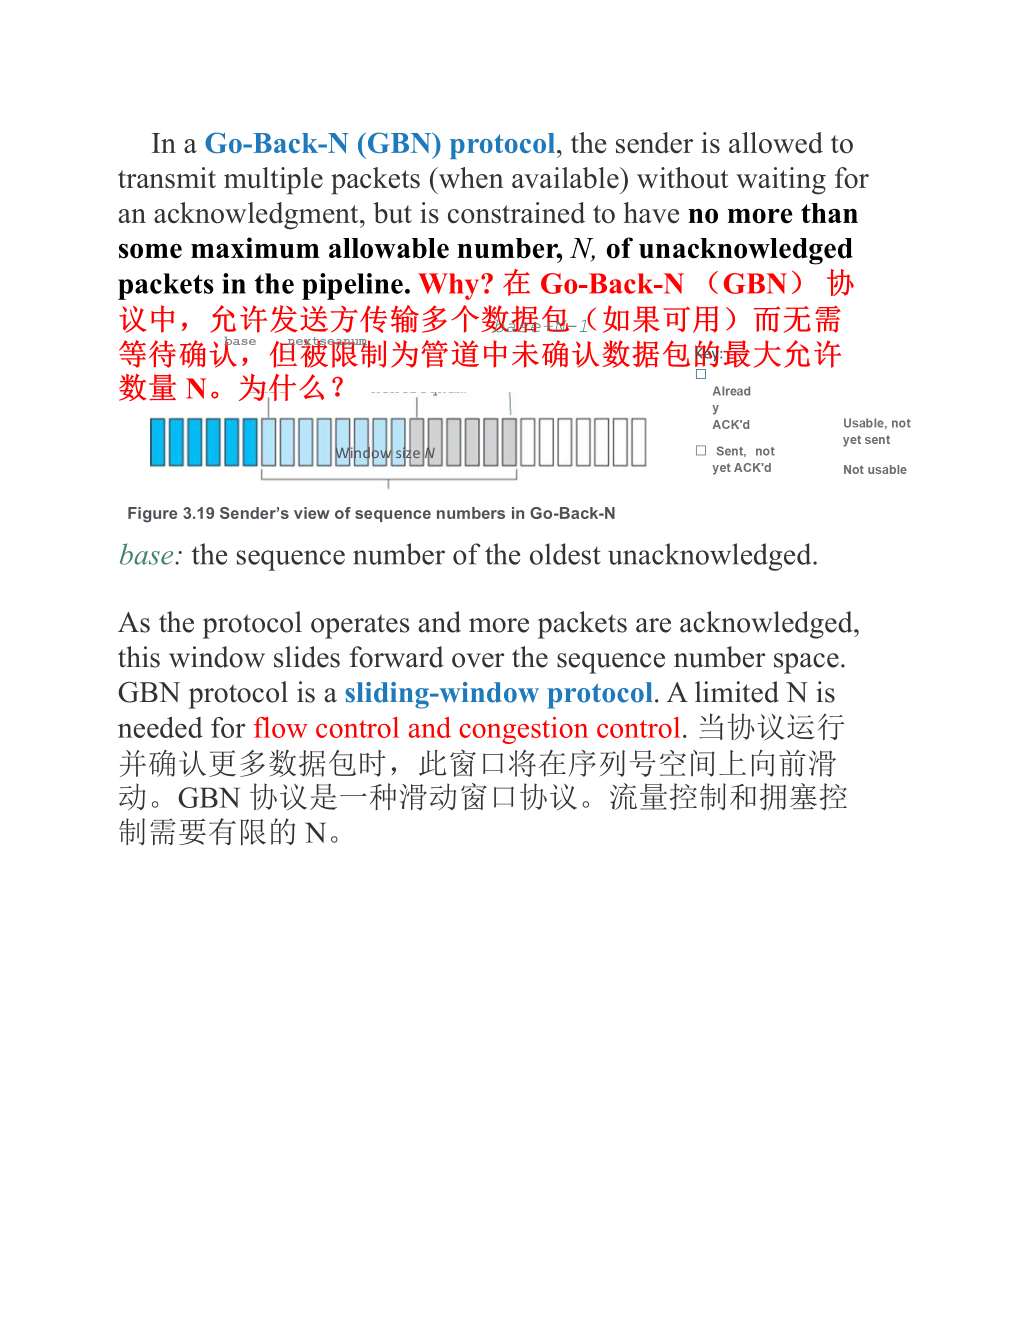 In a Go-Back-N (GBN) protocol, the sender is allowed to
transmit multiple packets (when available) without waiting for
an acknowledgment, but is constrained to have no more than
some maximum allowable number, N, of unacknowledged
packets in the pipeline. Why? 在 Go-Back-N （GBN） 协
议中，允许发送方传输多个数据包（如果可用）而无需
等待确认，但被限制为管道中未确认数据包的最大允许
数量 N。为什么？
base nextseqnum
base+N-1
Key:
Alread
y
ACK'd
Sent, not
yet ACK'd
Usable, not
yet sent
Not usable
Window size N
Figure 3.19 Sender’s view of sequence numbers in Go-Back-N
base: the sequence number of the oldest unacknowledged.
As the protocol operates and more packets are acknowledged,
this window slides forward over the sequence number space.
GBN protocol is a sliding-window protocol. A limited N is
needed for flow control and congestion control. 当协议运行
并确认更多数据包时，此窗口将在序列号空间上向前滑
动。GBN 协议是一种滑动窗口协议。流量控制和拥塞控
制需要有限的 N。